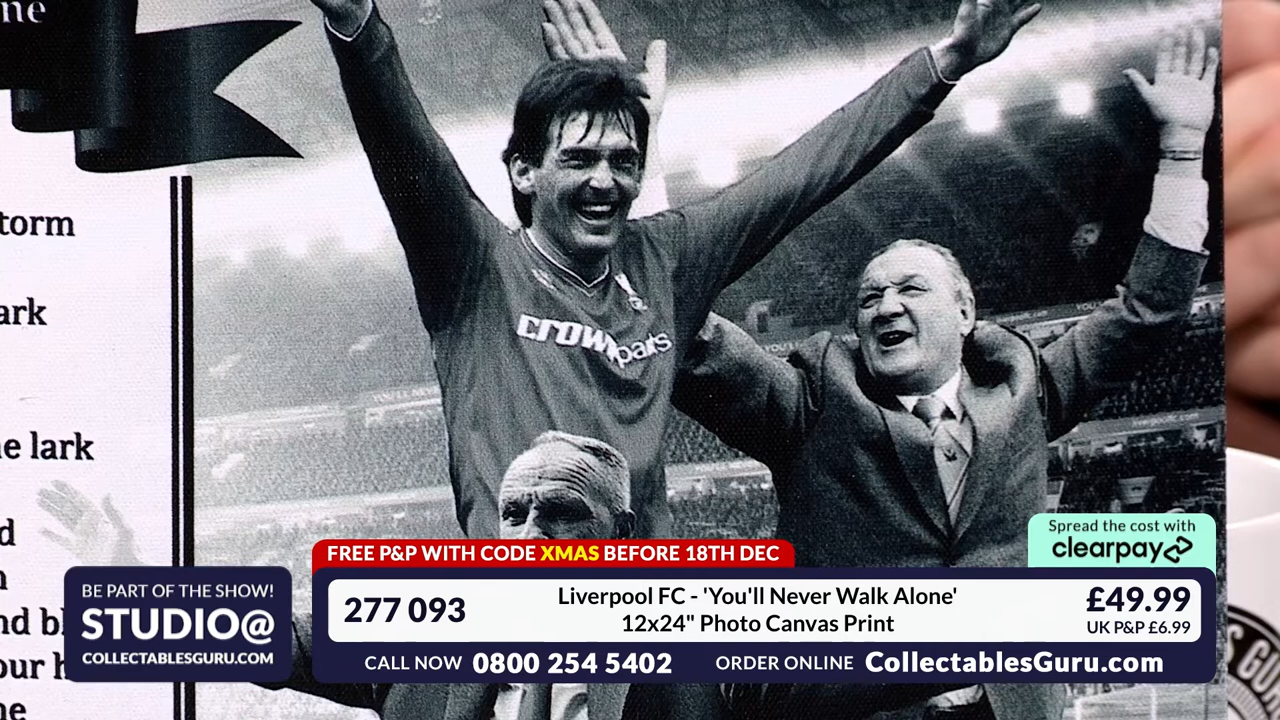 ne
torm
ark
e lark
d
n
nd bl
our h
ne
crown
paints
FREE P&P WITH CODE XMAS BEFORE 18TH DEC
Spread the cost with
clearpay
BE PART OF THE SHOW!
STUDIO@
COLLECTABLESGURU.COM
277 093
Liverpool FC - 'You'll Never Walk Alone'
12x24" Photo Canvas Print
£49.99
UK P&P £6.99
CALL NOW 0800 254 5402
ORDER ONLINE CollectablesGuru.com
S GUR